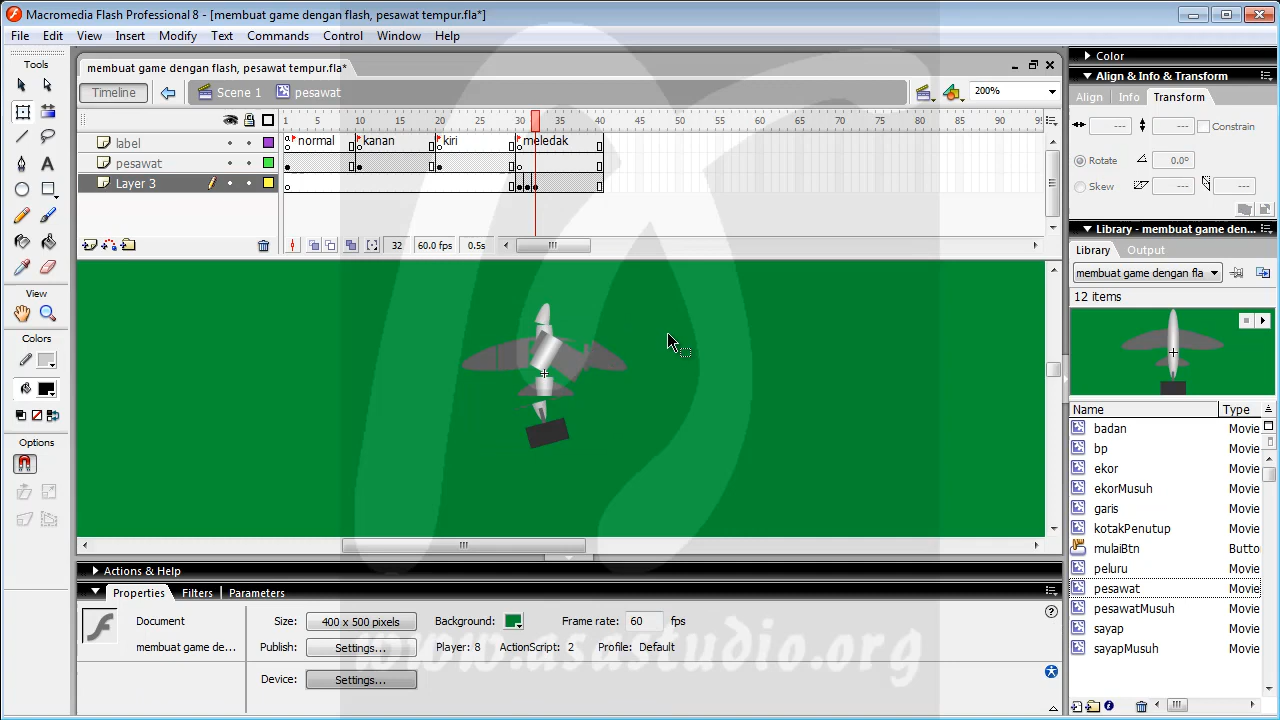 Macromedia Flash Professional 8 - [membuat game dengan flash, pesawat tempur.fla*]
File Edit View Insert Modify Text Commands Control Window Help
Tools
View
Colors
Options
membuat game dengan flash, pesawat tempur.fla*
Timeline Scene 1 pesawat 200%
1 5 10 15 20 25 30 35 40 45 50 55 60 65 70 75 80 85 90 95
label normal kanan kiri meledak
pesawat
Layer 3
32 60.0 fps 0.5s
Actions & Help
Properties Filters Parameters
Document
membuat game de...
Size: 400 x 500 pixels Background: Frame rate: 60 fps
Publish: Settings... Player: 8 ActionScript: 2 Profile: Default
Device: Settings...
www.asastudio.org
Color
Align & Info & Transform
Align Info Transform
Constrain
Rotate 0.0°
Skew
Library - membuat game den...
Library Output
membuat game dengan fla
12 items
Name Type
badan Movie
bp Movie
ekor Movie
ekorMusuh Movie
garis Movie
kotakPenutup Movie
mulaiBtn Butto
peluru Movie
pesawat Movie
pesawatMusuh Movie
sayap Movie
sayapMusuh Movie